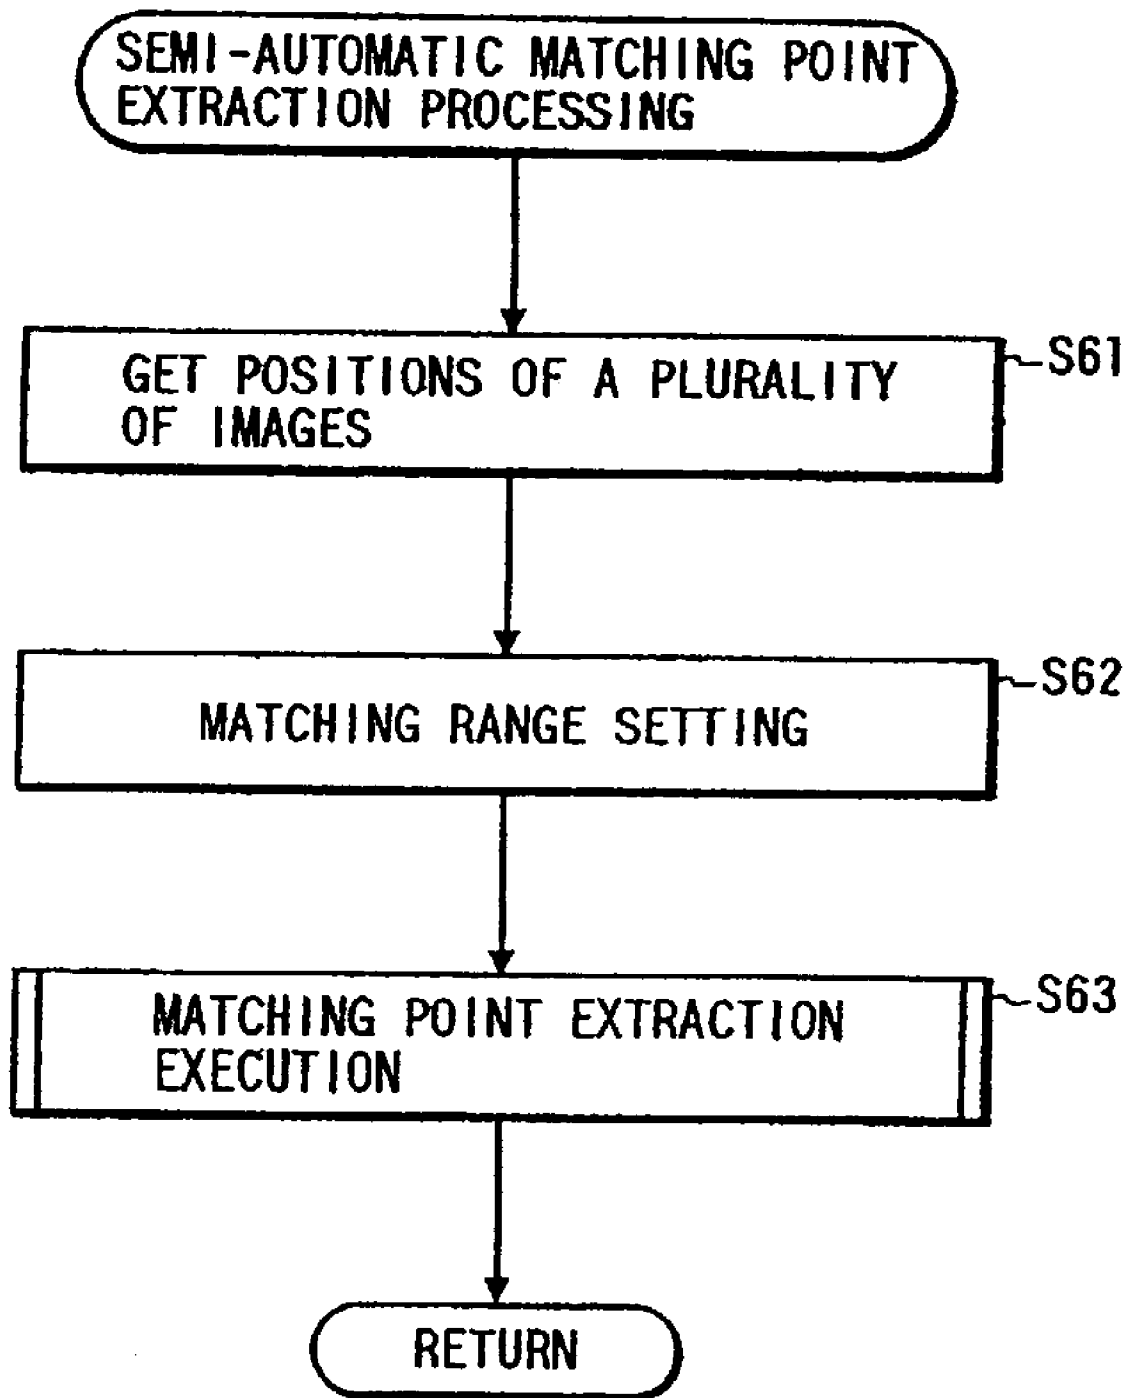 SEMI-AUTOMATIC MATCHING POINT
EXTRACTION PROCESSING
GET POSITIONS OF A PLURALITY
OF IMAGES
S61
MATCHING RANGE SETTING
S62
MATCHING POINT EXTRACTION
EXECUTION
S63
RETURN